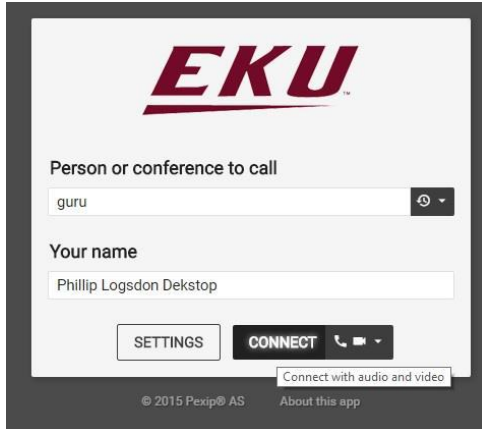 EKU™
Person or conference to call
guru
Your name
Phillip Logsdon Dekstop
SETTINGS CONNECT
Connect with audio and video
© 2015 Pexip® AS About this app